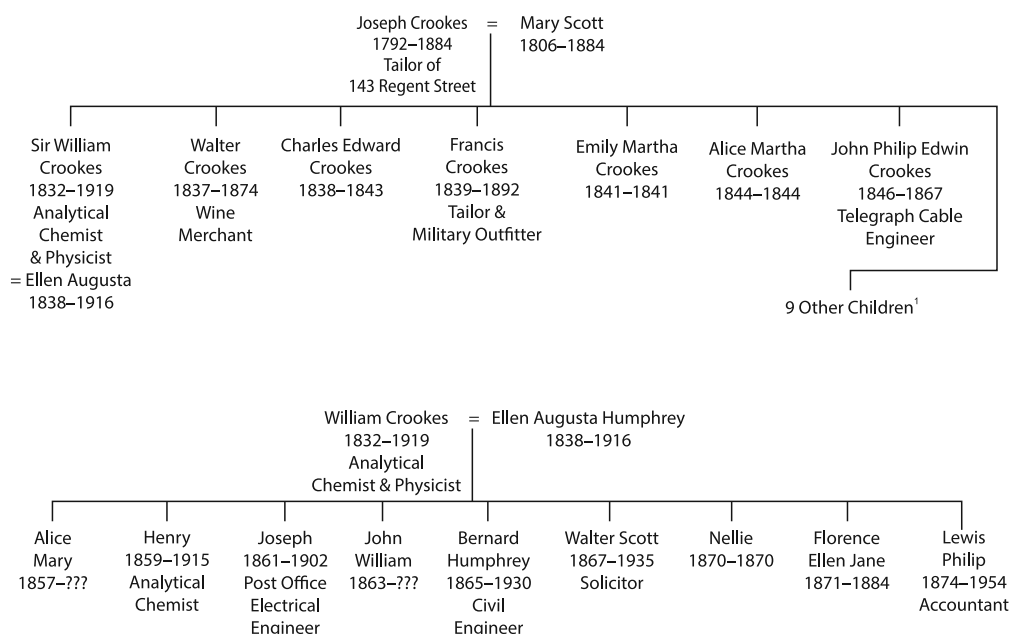 Joseph Crookes = Mary Scott
1792–1884 1806–1884
Tailor of
143 Regent Street
Sir William
Crookes
1832–1919
Analytical
Chemist
& Physicist
= Ellen Augusta
1838–1916
Walter
Crookes
1837–1874
Wine
Merchant
Charles Edward
Crookes
1838–1843
Francis
Crookes
1839–1892
Tailor &
Military Outfitter
Emily Martha
Crookes
1841–1841
Alice Martha
Crookes
1844–1844
John Philip Edwin
Crookes
1846–1867
Telegraph Cable
Engineer
9 Other Children¹
William Crookes = Ellen Augusta Humphrey
1832–1919 1838–1916
Analytical
Chemist & Physicist
Alice
Mary
1857–???
Henry
1859–1915
Analytical
Chemist
Joseph
1861–1902
Post Office
Electrical
Engineer
John
William
1863–???
Bernard
Humphrey
1865–1930
Civil
Engineer
Walter Scott
1867–1935
Solicitor
Nellie
1870–1870
Florence
Ellen Jane
1871–1884
Lewis
Philip
1874–1954
Accountant